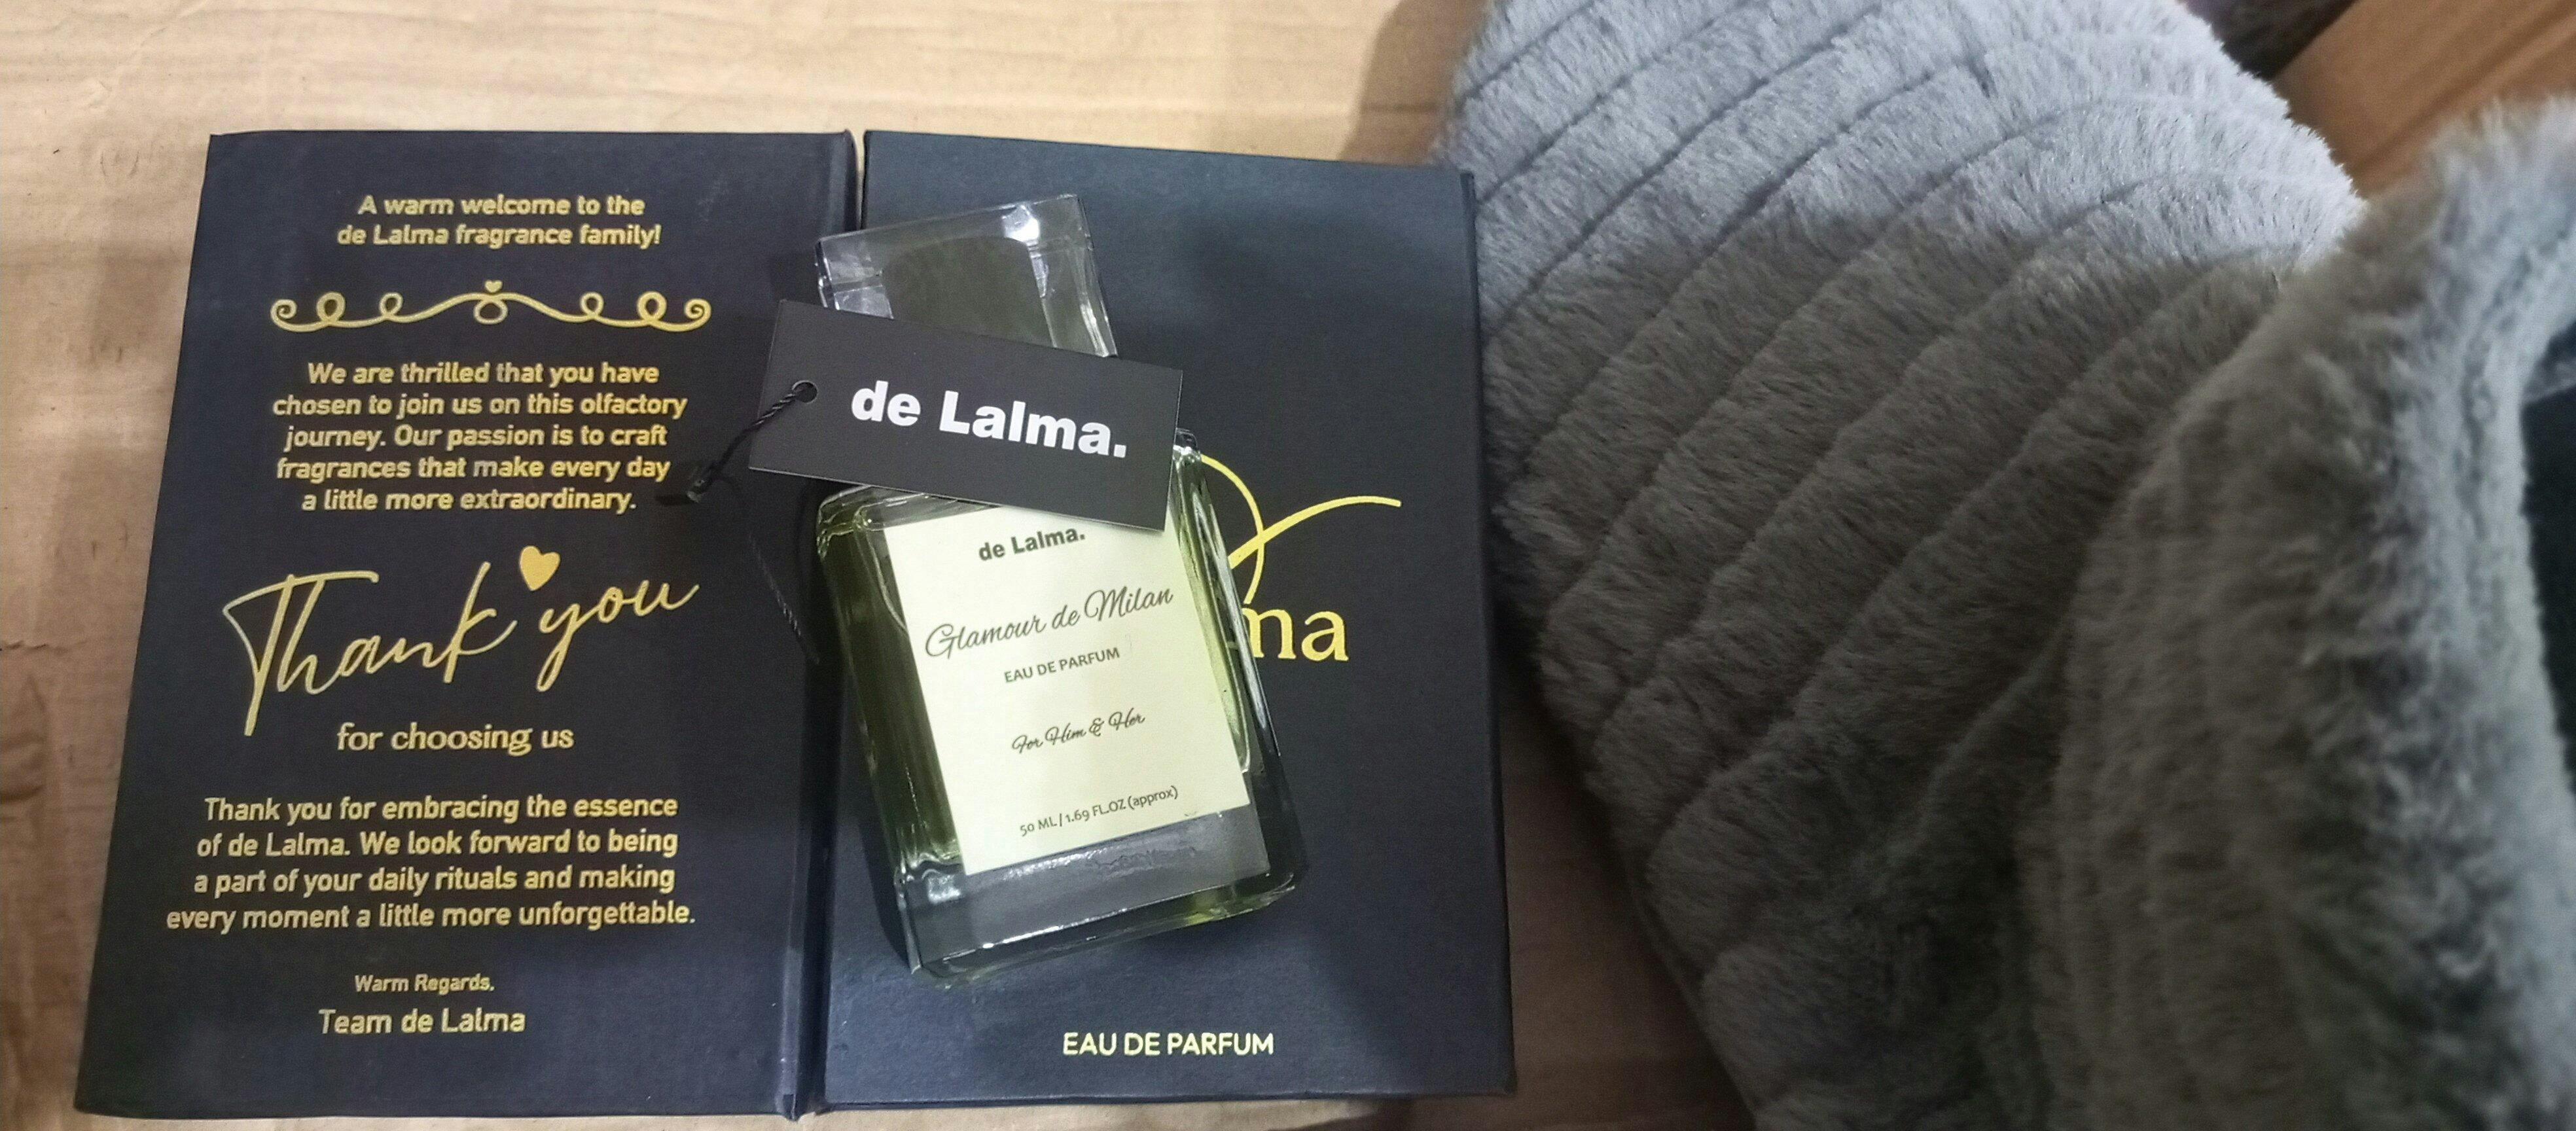 A warm welcome to the
de Lalma fragrance family!
We are thrilled that you have
chosen to join us on this olfactory
journey. Our passion is to craft
fragrances that make every day
a little more extraordinary.
Thank you
for choosing us
Thank you for embracing the essence
of de Lalma. We look forward to being
a part of your daily rituals and making
every moment a little more unforgettable.
Warm Regards,
Team de Lalma
de Lalma.
de Lalma.
Glamour de Milan
EAU DE PARFUM
For Him & Her
50 ML / 1.69 FL.OZ (approx)
ma
EAU DE PARFUM